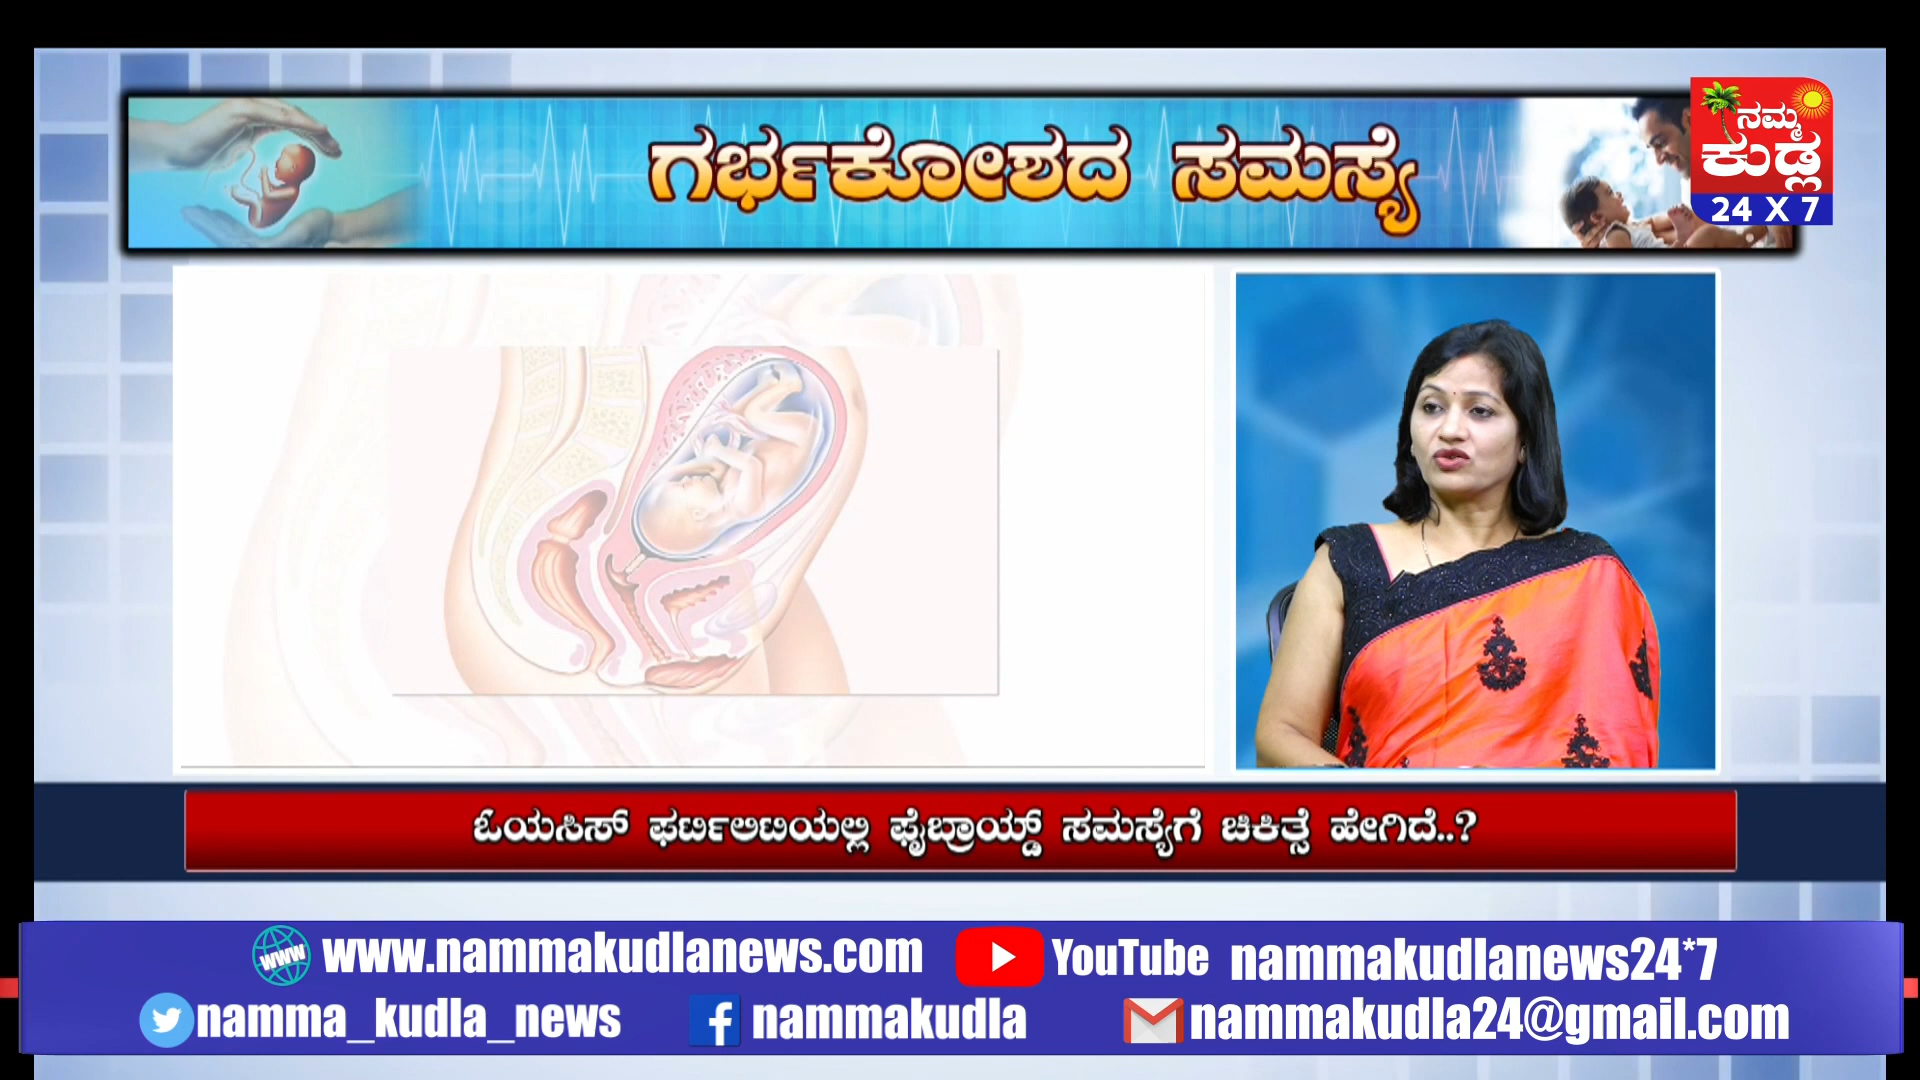 ಗರ್ಭಕೋಶದ ಸಮಸ್ಯೆ
ನಮ್ಮ
ಕುಡ್ಲ
24 X 7
ಓಯಸಿಸ್ ಫರ್ಟಿಲಿಟಿಯಲ್ಲಿ ಫೈಬ್ರಾಯ್ಡ್ ಸಮಸ್ಯೆಗೆ ಚಿಕಿತ್ಸೆ ಹೇಗಿದೆ..?
www www.nammakudlanews.com YouTube nammakudlanews24*7
namma_kudla_news f nammakudla nammakudla24@gmail.com